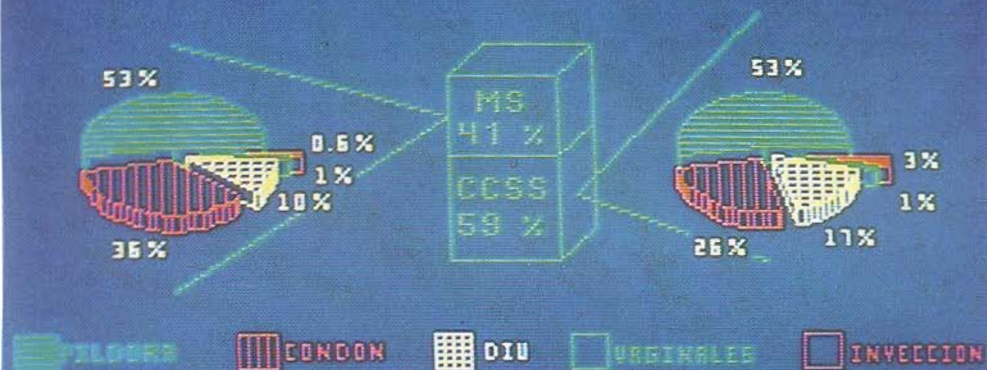 53%
53%
MS
41 %
0.6%
3%
1%
CCSS
1%
10%
59 %
36%
26%
17%
PILDORA
CONDON
DIU
VAGINALES
INYECCION